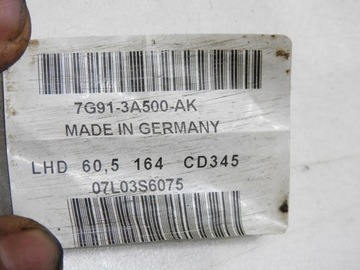 7G91-3A500-AK
MADE IN GERMANY
LHD 60,5 164 CD345
07L03S6075